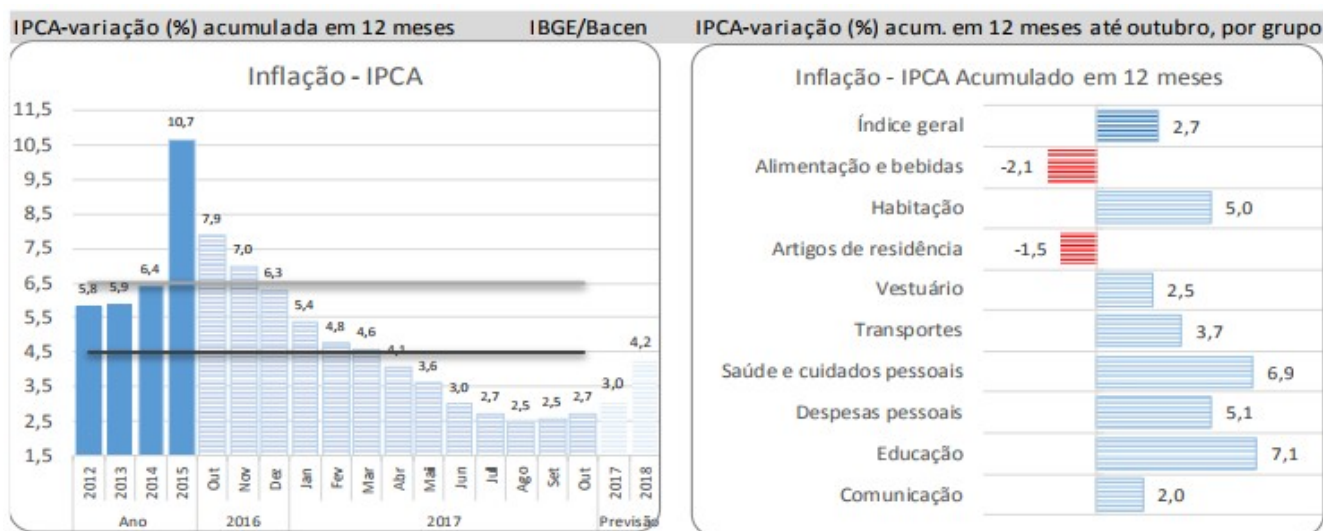 IPCA-variação (%) acumulada em 12 meses IBGE/Bacen
Inflação - IPCA
11,5
10,5
9,5
8,5
7,5
6,5
5,5
4,5
3,5
2,5
1,5
5,8 5,9 6,4 10,7 7,9 7,0 6,3 5,4 4,8 4,6 4,1 3,6 3,0 2,7 2,5 2,5 2,7 3,0 4,2
2012 2013 2014 2015 Out Nov Dez Jan Fev Mar Abr Mai Jun Jul Ago Set Out 2017 2018
Ano 2016 2017 Previsão
IPCA-variação (%) acum. em 12 meses até outubro, por grupo
Inflação - IPCA Acumulado em 12 meses
Índice geral 2,7
Alimentação e bebidas -2,1
Habitação 5,0
Artigos de residência -1,5
Vestuário 2,5
Transportes 3,7
Saúde e cuidados pessoais 6,9
Despesas pessoais 5,1
Educação 7,1
Comunicação 2,0